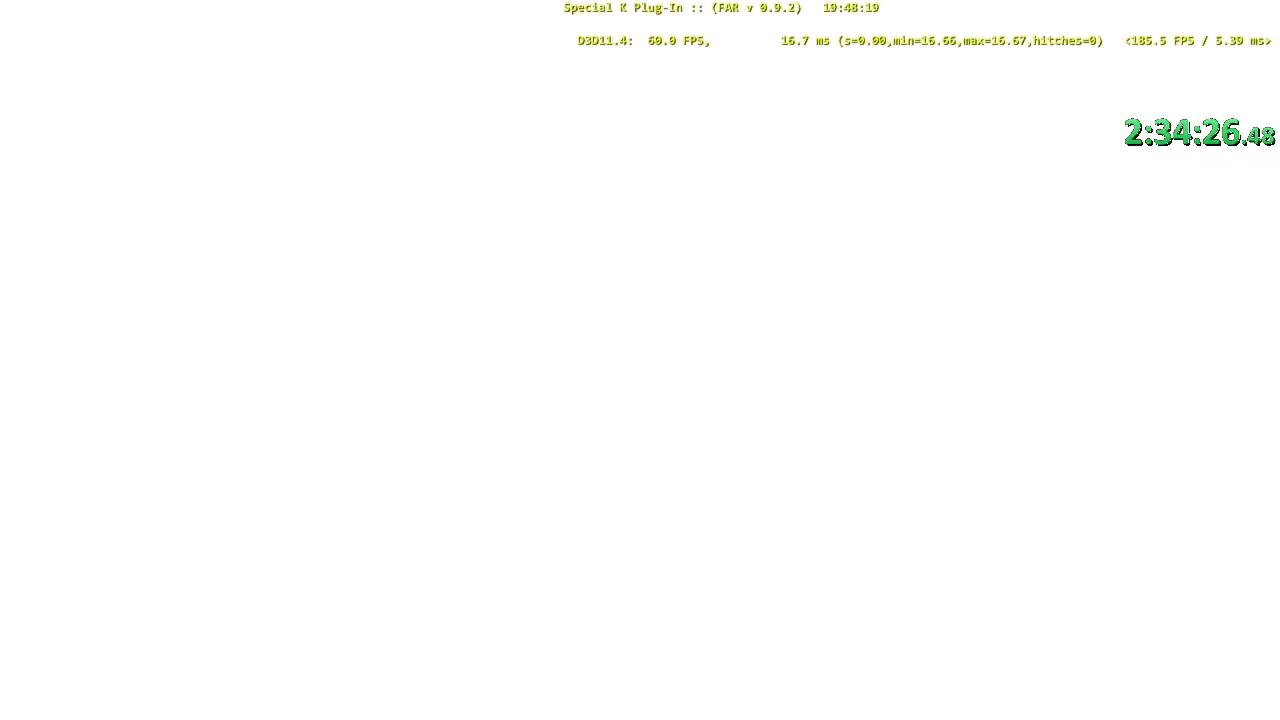 Special K Plug-In :: (FAR v 0.9.2)   19:48:19
D3D11.4:  60.0 FPS,          16.7 ms (s=0.00,min=16.66,max=16.67,hitches=0)   <185.5 FPS / 5.39 ms>
2:34:26.48